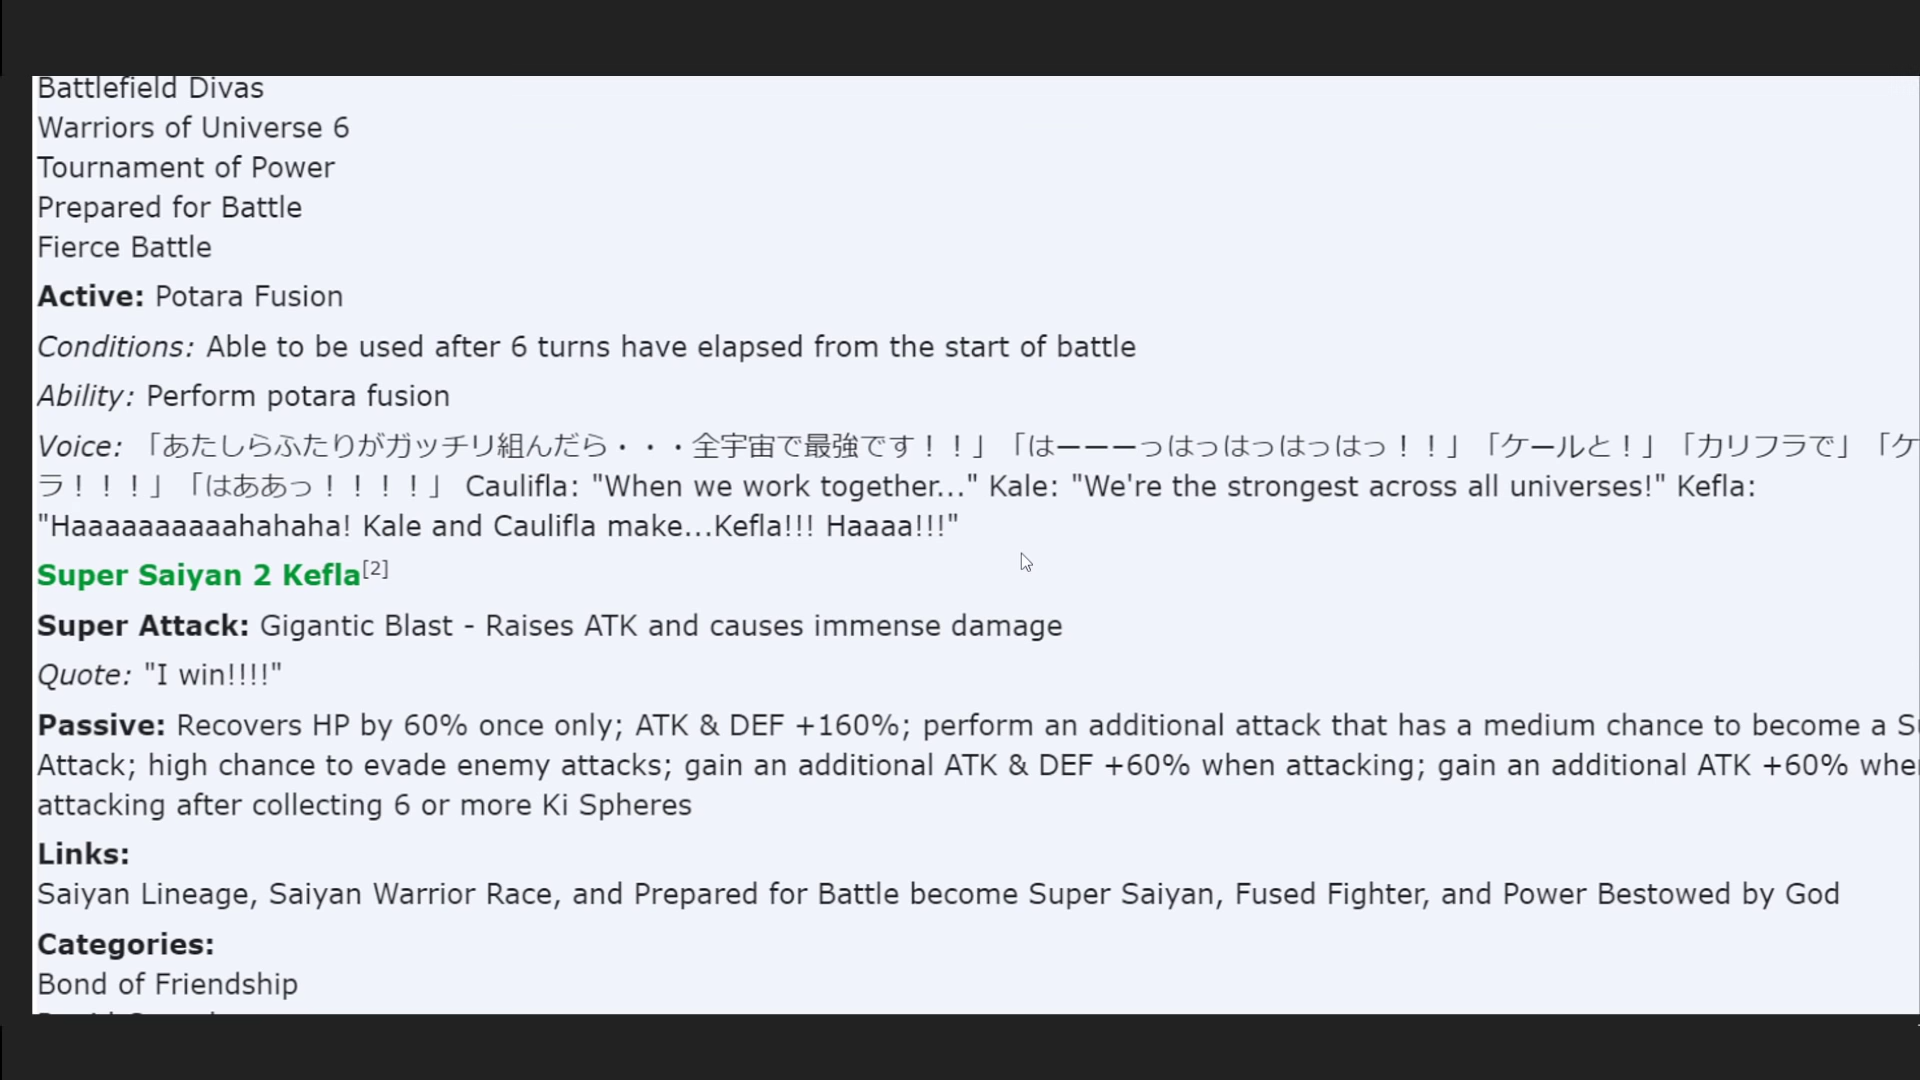 Battlefield Divas
Warriors of Universe 6
Tournament of Power
Prepared for Battle
Fierce Battle
Active: Potara Fusion
Conditions: Able to be used after 6 turns have elapsed from the start of battle
Ability: Perform potara fusion
Voice: 「あたしらふたりがガッチリ組んだら・・・全宇宙で最強です！！」「はーーーっはっはっはっはっ！！」「ケールと！」「カリフラで」「ケ
ラ！！！」「はああっ！！！！」 Caulifla: "When we work together..." Kale: "We're the strongest across all universes!" Kefla:
"Haaaaaaaaaahahaha! Kale and Caulifla make...Kefla!!! Haaaa!!!"
Super Saiyan 2 Kefla[2]
Super Attack: Gigantic Blast - Raises ATK and causes immense damage
Quote: "I win!!!!"
Passive: Recovers HP by 60% once only; ATK & DEF +160%; perform an additional attack that has a medium chance to become a
Attack; high chance to evade enemy attacks; gain an additional ATK & DEF +60% when attacking; gain an additional ATK +60%
attacking after collecting 6 or more Ki Spheres
Links:
Saiyan Lineage, Saiyan Warrior Race, and Prepared for Battle become Super Saiyan, Fused Fighter, and Power Bestowed by God
Categories:
Bond of Friendship